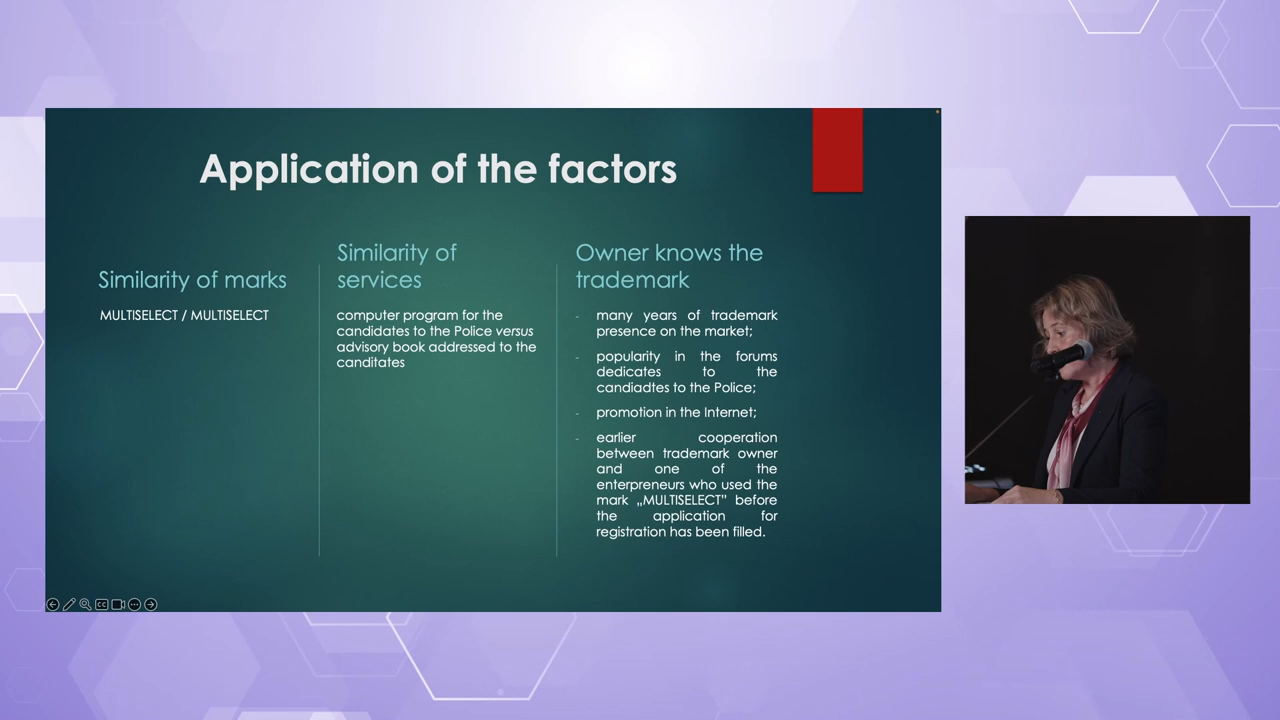 Application of the factors
Similarity of marks
MULTISELECT / MULTISELECT
Similarity of
services
computer program for the
candidates to the Police versus
advisory book addressed to the
canditates
Owner knows the
trademark
- many years of trademark
presence on the market;
- popularity in the forums
dedicates to the
candiadtes to the Police;
- promotion in the Internet;
- earlier cooperation
between trademark owner
and one of the
enterpreneurs who used the
mark „MULTISELECT” before
the application for
registration has been filled.